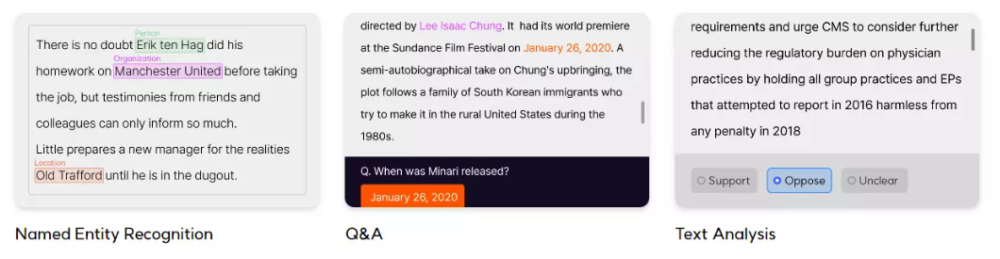 Person
There is no doubt Erik ten Hag did his
Organization
homework on Manchester United before taking
the job, but testimonies from friends and
colleagues can only inform so much.
Little prepares a new manager for the realities
Location
Old Trafford until he is in the dugout.
Named Entity Recognition
directed by Lee Isaac Chung. It had its world premiere
at the Sundance Film Festival on January 26, 2020. A
semi-autobiographical take on Chung's upbringing, the
plot follows a family of South Korean immigrants who
try to make it in the rural United States during the
1980s.
Q. When was Minari released?
January 26, 2020
Q&A
requirements and urge CMS to consider further
reducing the regulatory burden on physician
practices by holding all group practices and EPs
that attempted to report in 2016 harmless from
any penalty in 2018
Support Oppose Unclear
Text Analysis